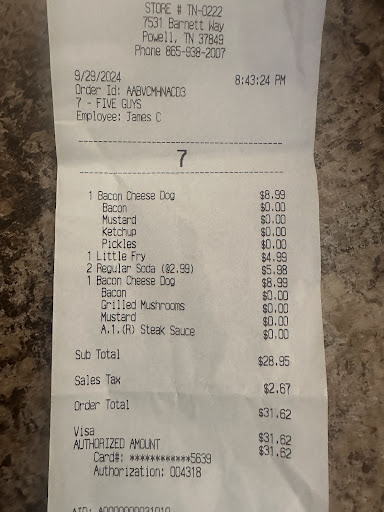 STORE # TN-0222
7531 Barnett Way
Powell, TN 37849
Phone 865-938-2007
9/29/2024 8:43:24 PM
Order Id: AABVCMHNACD3
7 - FIVE GUYS
Employee: James C
7
1 Bacon Cheese Dog $8.99
Bacon $0.00
Mustard $0.00
Ketchup $0.00
Pickles $0.00
1 Little Fry $4.99
2 Regular Soda (@2.99) $5.98
1 Bacon Cheese Dog $8.99
Bacon $0.00
Grilled Mushrooms $0.00
Mustard $0.00
A.1.(R) Steak Sauce $0.00
Sub Total $28.95
Sales Tax $2.67
Order Total $31.62
Visa $31.62
AUTHORIZED AMOUNT $31.62
Card#: ************5639
Authorization: 004318